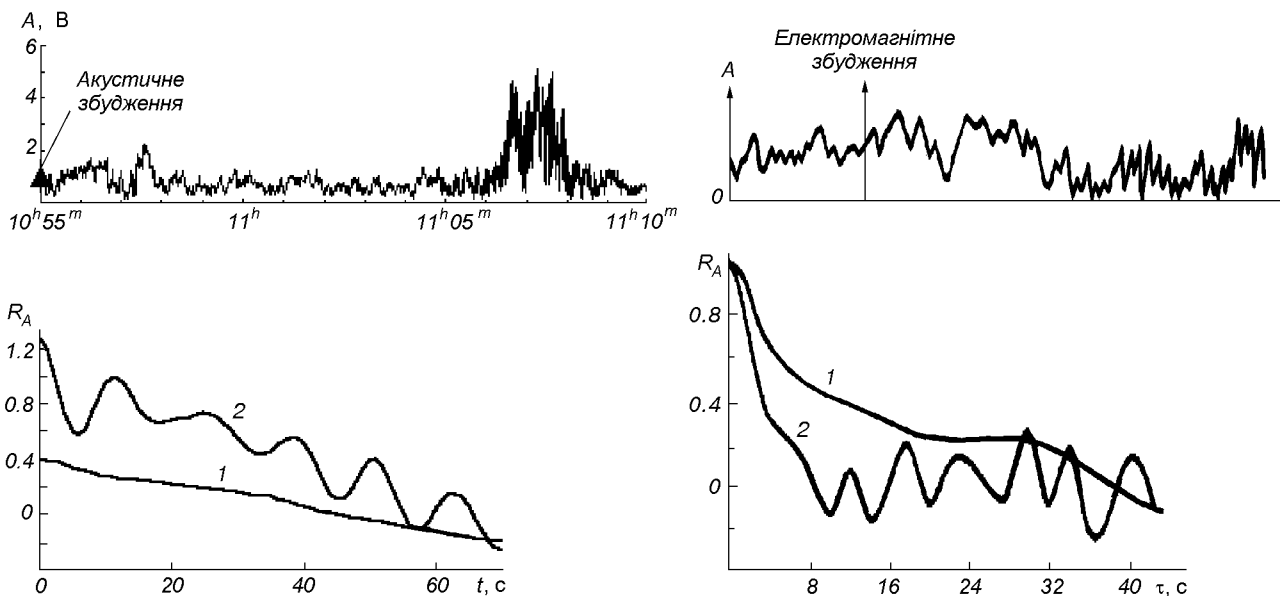 A, В
6
4
2
Акустичне
збудження
10h55m
11h
11h05m
11h10m
Електромагнітне
збудження
A
0
RA
1.2
0.8
0.4
0
2
1
0
20
40
60
t, с
RA
0.8
0.4
0
1
2
8
16
24
32
40
τ, с